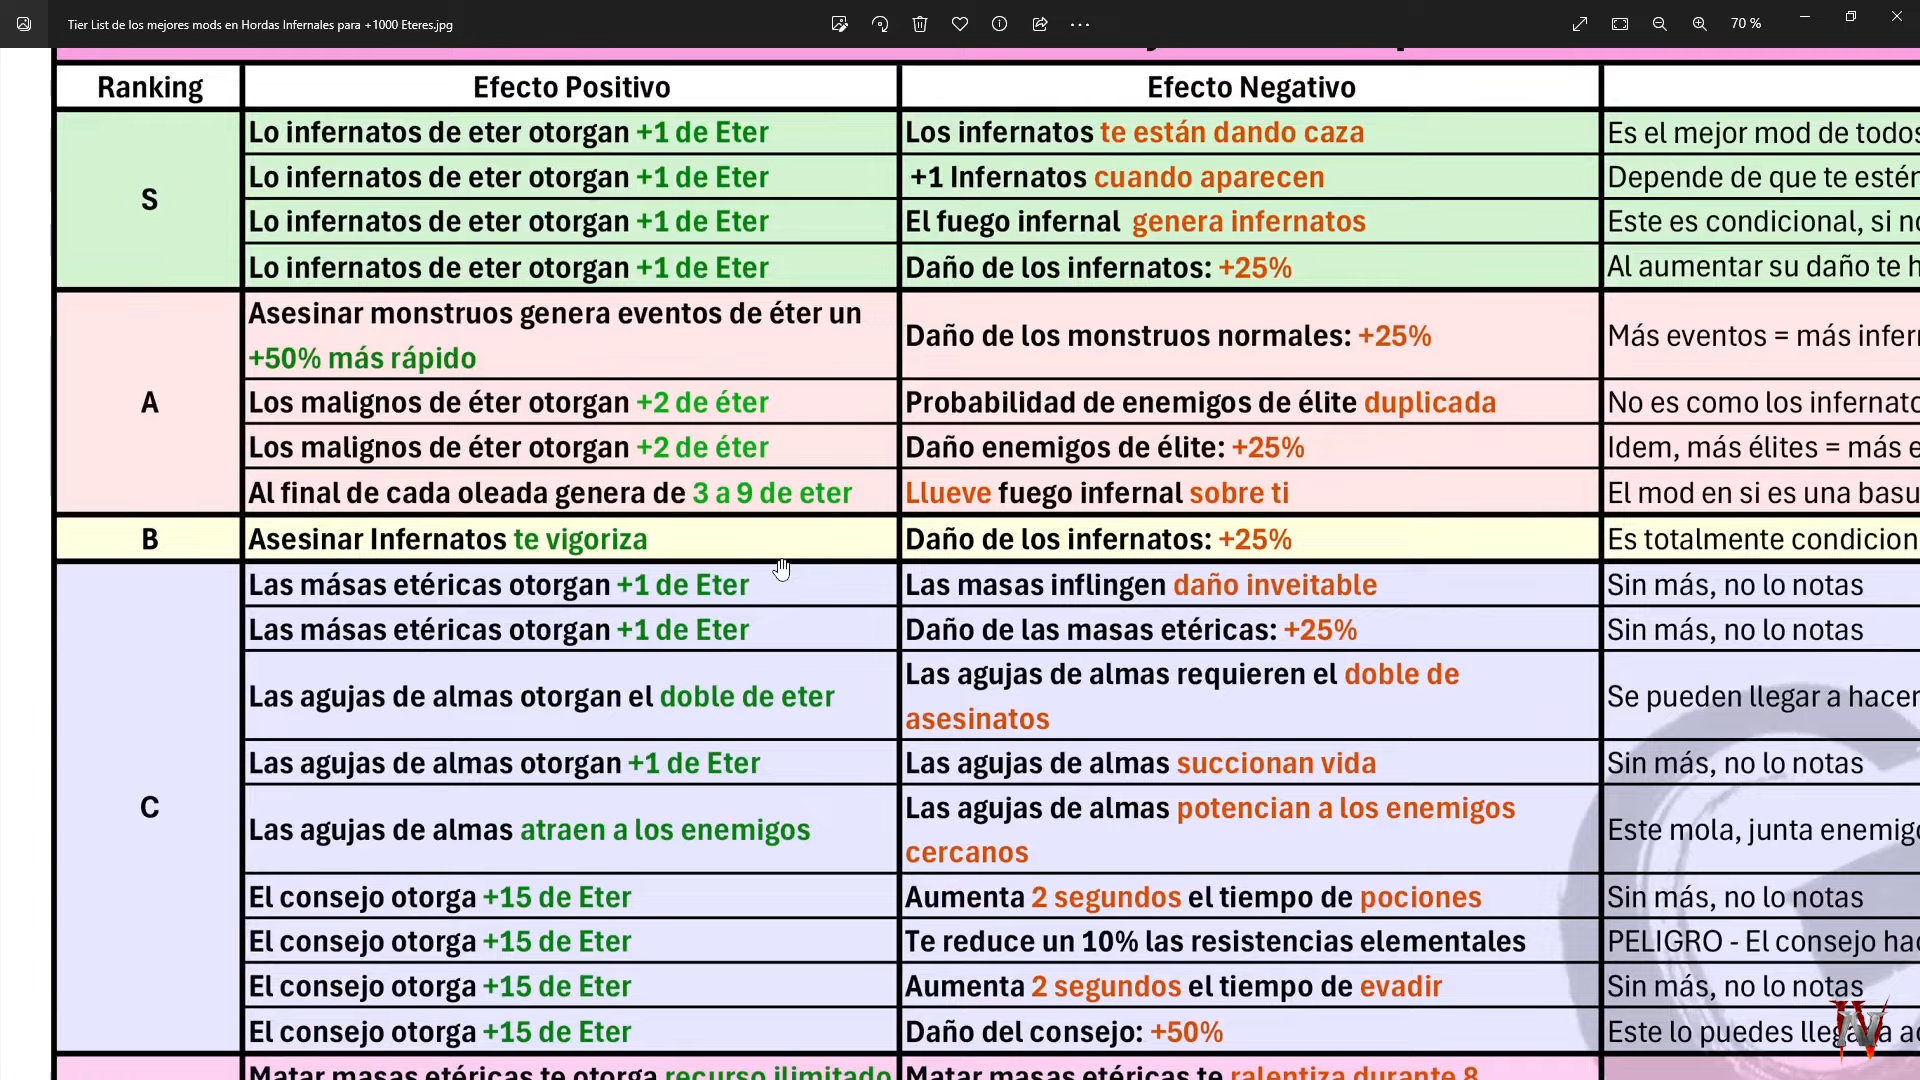 Tier List de los mejores mods en Hordas Infernales para +1000 Eteres.jpg
70 %
Ranking Efecto Positivo Efecto Negativo
S
Lo infernatos de eter otorgan +1 de Eter Los infernatos te están dando caza Es el mejor mod de todos
Lo infernatos de eter otorgan +1 de Eter +1 Infernatos cuando aparecen Depende de que te estén
Lo infernatos de eter otorgan +1 de Eter El fuego infernal genera infernatos Este es condicional, si
Lo infernatos de eter otorgan +1 de Eter Daño de los infernatos: +25% Al aumentar su daño te
A
Asesinar monstruos genera eventos de éter un
+50% más rápido
Daño de los monstruos normales: +25% Más eventos = más
Los malignos de éter otorgan +2 de éter Probabilidad de enemigos de élite duplicada No es como los
Los malignos de éter otorgan +2 de éter Daño enemigos de élite: +25% Idem, más élites = más
Al final de cada oleada genera de 3 a 9 de eter Llueve fuego infernal sobre ti El mod en si es una
B Asesinar Infernatos te vigoriza Daño de los infernatos: +25% Es totalmente
C
Las másas etéricas otorgan +1 de Eter Las masas inflingen daño inveitable Sin más, no lo notas
Las másas etéricas otorgan +1 de Eter Daño de las masas etéricas: +25% Sin más, no lo notas
Las agujas de almas otorgan el doble de eter
Las agujas de almas requieren el doble de
asesinatos
Se pueden llegar a hacer
Las agujas de almas otorgan +1 de Eter Las agujas de almas succionan vida Sin más, no lo notas
Las agujas de almas atraen a los enemigos
Las agujas de almas potencian a los enemigos
cercanos
Este mola, junta
El consejo otorga +15 de Eter Aumenta 2 segundos el tiempo de pociones Sin más, no lo notas
El consejo otorga +15 de Eter Te reduce un 10% las resistencias elementales PELIGRO - El consejo
El consejo otorga +15 de Eter Aumenta 2 segundos el tiempo de evadir Sin más, no lo notas
El consejo otorga +15 de Eter Daño del consejo: +50% Este lo puedes
Matar masas etéricas te otorga recurso ilimitado Matar masas etéricas te ralentiza durante 8